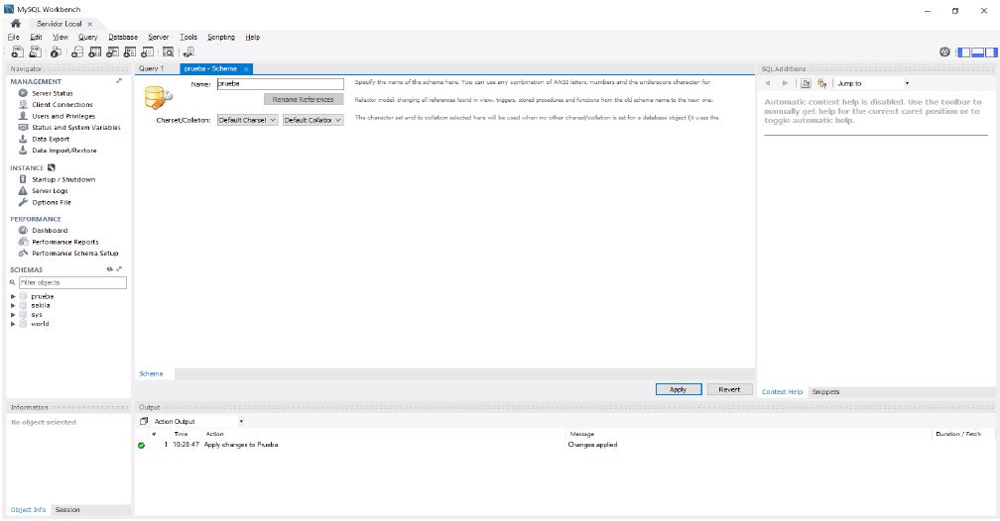 MySQL Workbench
Servidor Local
File Edit View Query Database Server Tools Scripting Help
Navigator
MANAGEMENT
Server Status
Client Connections
Users and Privileges
Status and System Variables
Data Export
Data Import/Restore
INSTANCE
Startup / Shutdown
Server Logs
Options File
PERFORMANCE
Dashboard
Performance Reports
Performance Schema Setup
SCHEMAS
Filter objects
prueba
sakila
sys
world
Query 1 prueba - Schema
Name: prueba Specify the name of the schema here. You can use any combination of ANSI letters, numbers and the underscore character for
Rename References Refactor model, changing all references found in view, triggers, stored procedures and functions from the old schema name to the new one.
Charset/Collation: Default Charset Default Collation The character set and its collation selected here will be used when no other charset/collation is set for a database object (it uses the
Schema
Apply Revert
SQLAdditions
Jump to
Automatic context help is disabled. Use the toolbar to
manually get help for the current caret position or to
toggle automatic help.
Context Help Snippets
Information
No object selected
Object Info Session
Output
Action Output
# Time Action Message Duration / Fetch
1 10:28:47 Apply changes to Prueba Changes applied